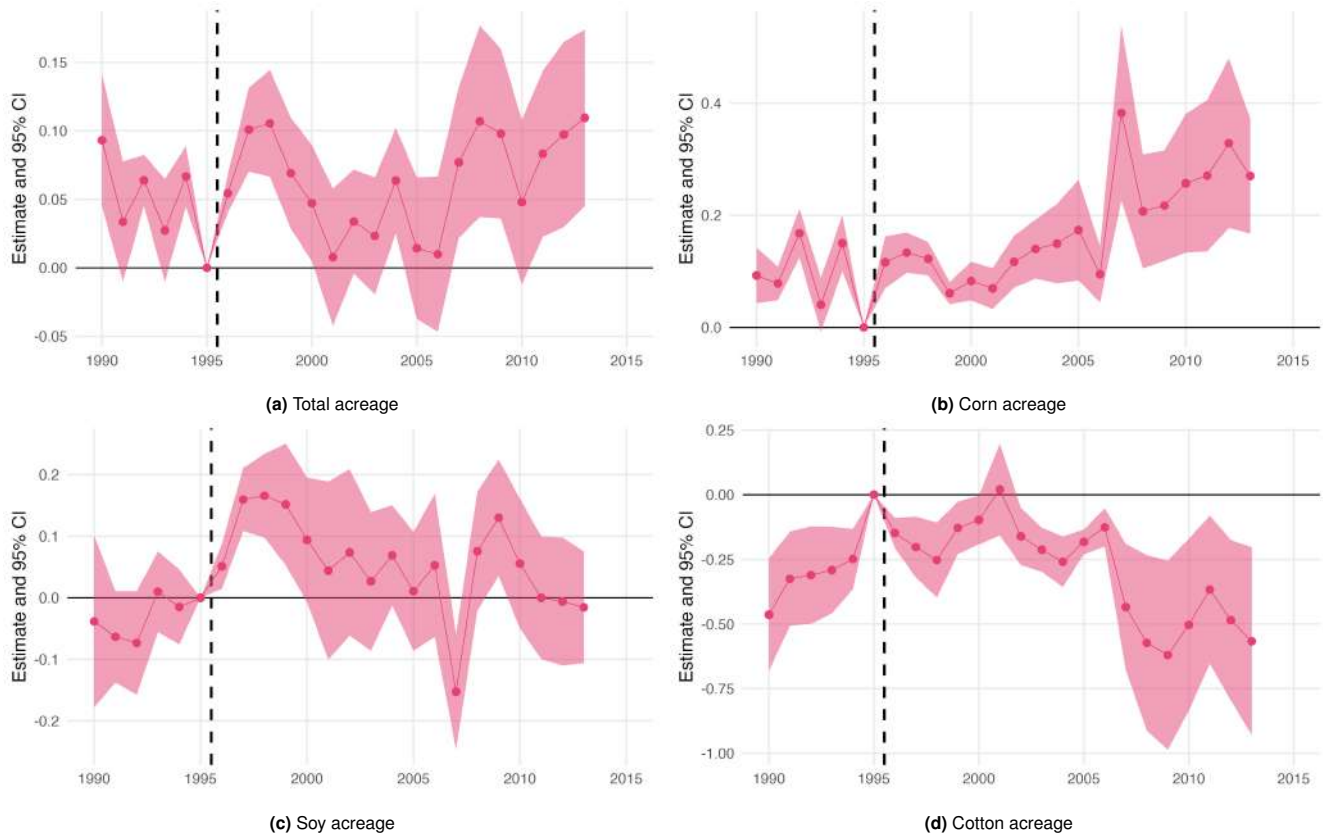 Estimate and 95% CI
0.15
0.10
0.05
0.00
-0.05
1990 1995 2000 2005 2010 2015
(a) Total acreage
Estimate and 95% CI
0.4
0.2
0.0
1990 1995 2000 2005 2010 2015
(b) Corn acreage
Estimate and 95% CI
0.2
0.1
0.0
-0.1
-0.2
1990 1995 2000 2005 2010 2015
(c) Soy acreage
Estimate and 95% CI
0.25
0.00
-0.25
-0.50
-0.75
-1.00
1990 1995 2000 2005 2010 2015
(d) Cotton acreage